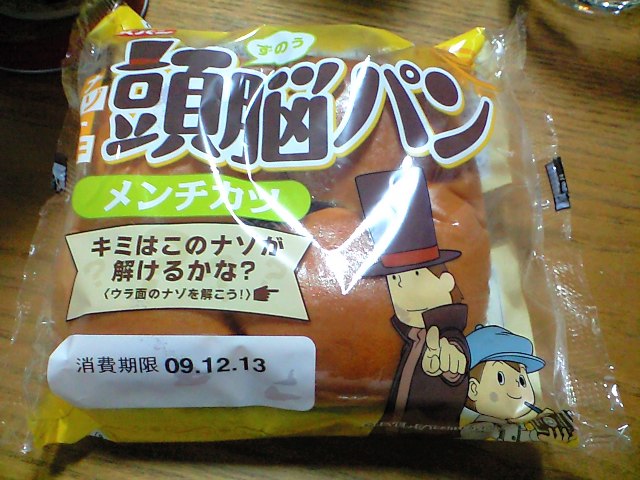 ずのう
頭脳パン
メンチカツ
キミはこのナゾが
解けるかな?
〈ウラ面のナゾを解こう!〉
消費期限 09.12.13